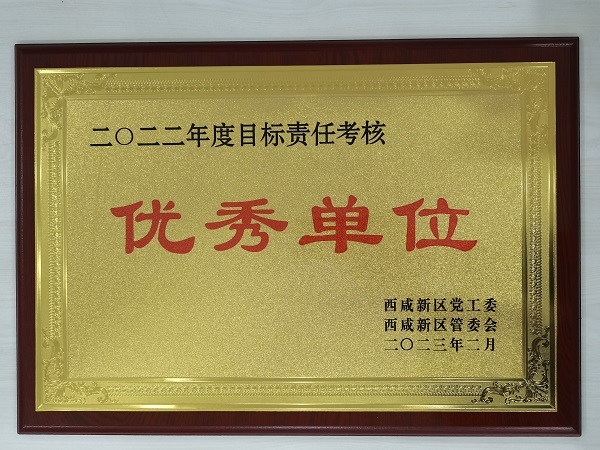 二〇二二年度目标责任考核
优秀单位
西咸新区党工委
西咸新区管委会
二〇二三年二月